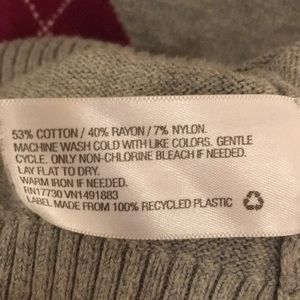 53% COTTON / 40% RAYON / 7% NYLON.
MACHINE WASH COLD WITH LIKE COLORS. GENTLE
CYCLE. ONLY NON-CHLORINE BLEACH IF NEEDED.
LAY FLAT TO DRY.
WARM IRON IF NEEDED.
RN17730 VN1491883
LABEL MADE FROM 100% RECYCLED PLASTIC